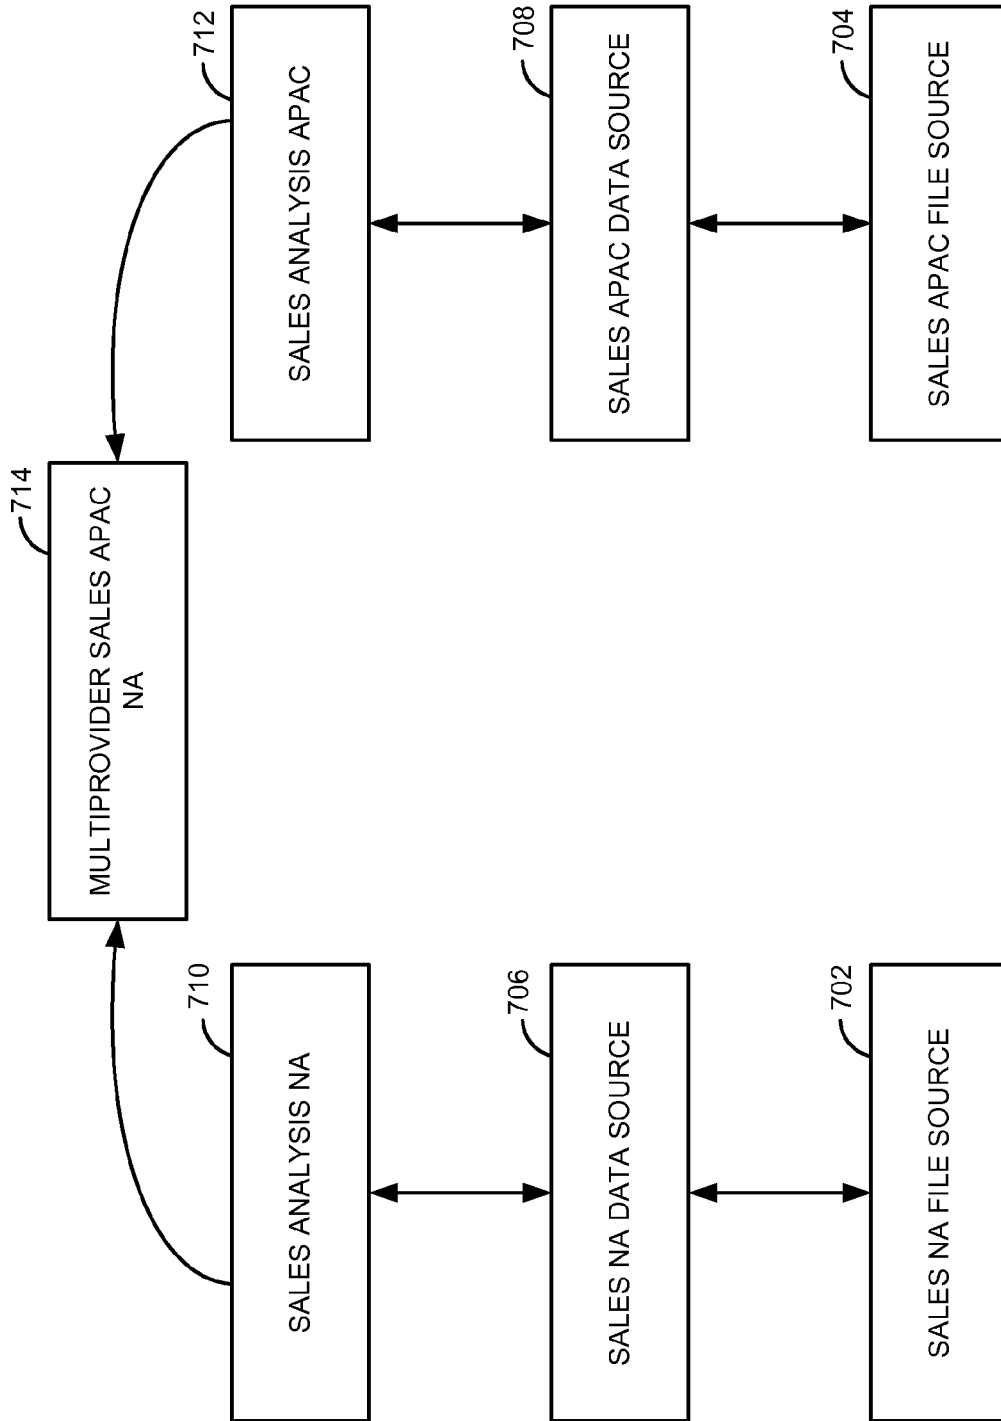 714
MULTIPROVIDER SALES APAC
NA
710
SALES ANALYSIS NA
712
SALES ANALYSIS APAC
706
SALES NA DATA SOURCE
708
SALES APAC DATA SOURCE
702
SALES NA FILE SOURCE
704
SALES APAC FILE SOURCE